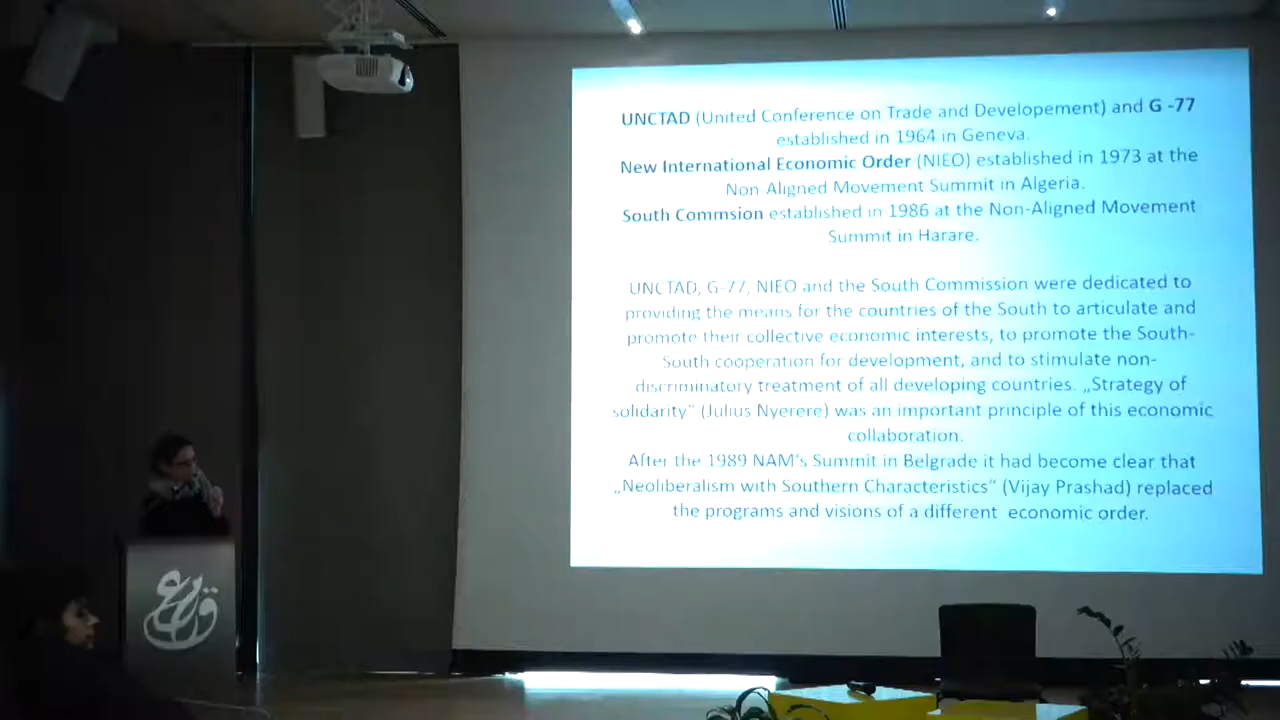 UNCTAD (United Conference on Trade and Developement) and G -77
established in 1964 in Geneva.
New International Economic Order (NIEO) established in 1973 at the
Non Aligned Movement Summit in Algeria.
South Commsion established in 1986 at the Non-Aligned Movement
Summit in Harare.
UNCTAD, G-77, NIEO and the South Commission were dedicated to
providing the means for the countries of the South to articulate and
promote their collective economic interests, to promote the South-
South cooperation for development, and to stimulate non-
discriminatory treatment of all developing countries. „Strategy of
solidarity“ (Julius Nyerere) was an important principle of this economic
collaboration.
After the 1989 NAM's Summit in Belgrade it had become clear that
„Neoliberalism with Southern Characteristics“ (Vijay Prashad) replaced
the programs and visions of a different economic order.